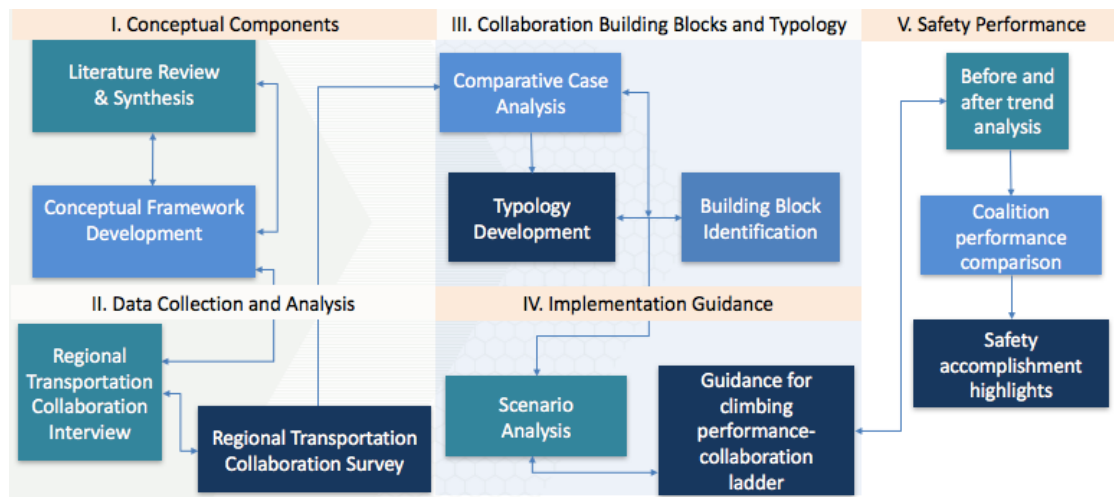 I. Conceptual Components
Literature Review
& Synthesis
Conceptual Framework
Development
II. Data Collection and Analysis
Regional
Transportation
Collaboration
Interview
Regional Transportation
Collaboration Survey
III. Collaboration Building Blocks and Typology
Comparative Case
Analysis
Typology
Development
Building Block
Identification
IV. Implementation Guidance
Scenario
Analysis
Guidance for
climbing
performance-
collaboration
ladder
V. Safety Performance
Before and
after trend
analysis
Coalition
performance
comparison
Safety
accomplishment
highlights